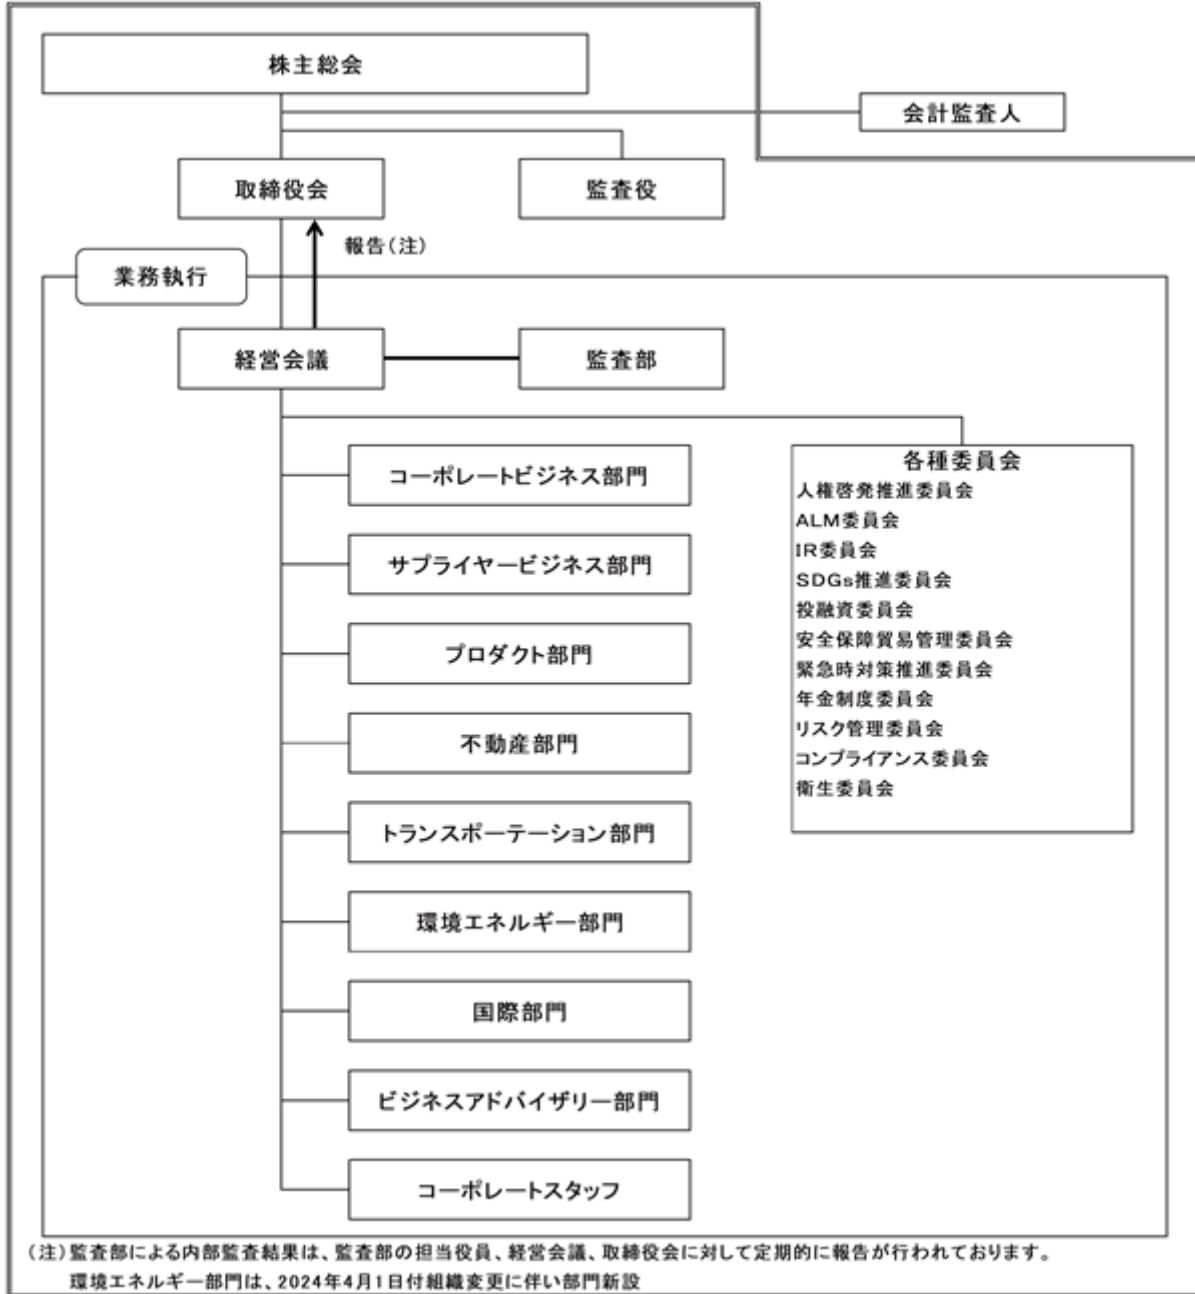 株主総会
会計監査人
取締役会
監査役
報告(注)
業務執行
経営会議
監査部
コーポレートビジネス部門
サプライヤービジネス部門
プロダクト部門
不動産部門
トランスポーテーション部門
環境エネルギー部門
国際部門
ビジネスアドバイザリー部門
コーポレートスタッフ
各種委員会
人権啓発推進委員会
ALM委員会
IR委員会
SDGs推進委員会
投融資委員会
安全保障貿易管理委員会
緊急時対策推進委員会
年金制度委員会
リスク管理委員会
コンプライアンス委員会
衛生委員会
(注)監査部による内部監査結果は、監査部の担当役員、経営会議、取締役会に対して定期的に報告が行われております。
環境エネルギー部門は、2024年4月1日付組織変更に伴い部門新設